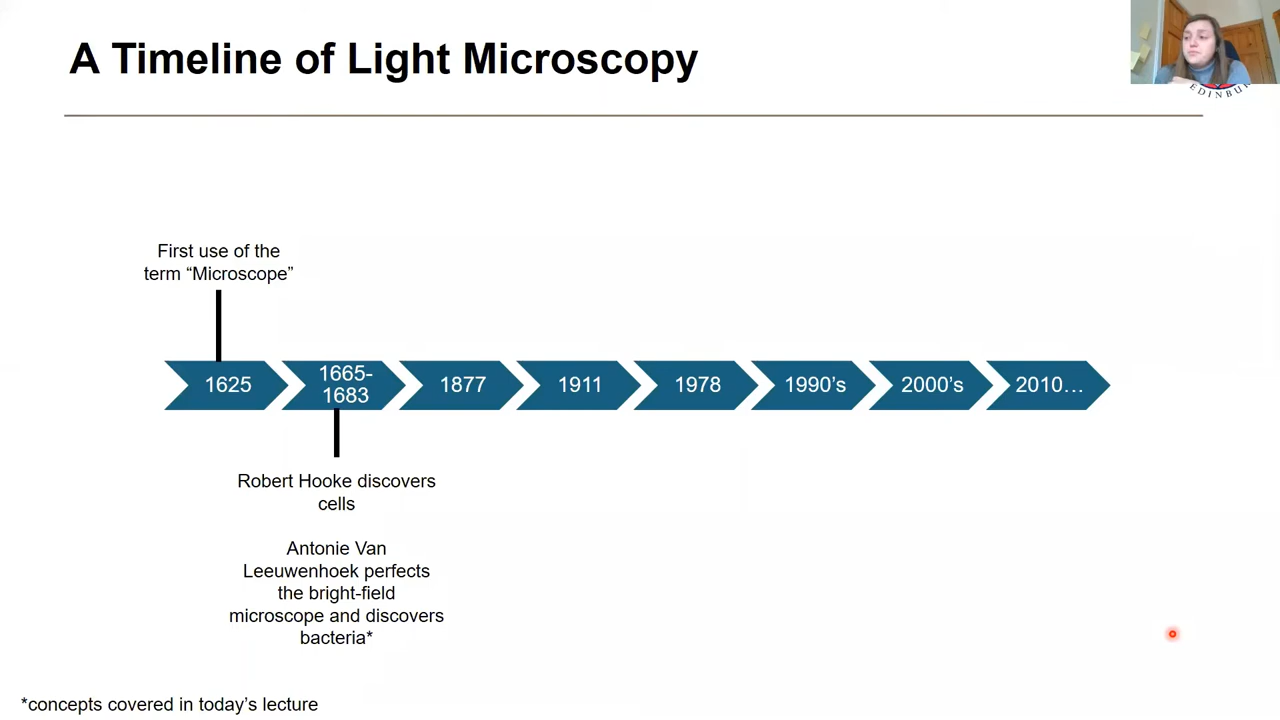 A Timeline of Light Microscopy
EDINBUR
First use of the
term “Microscope”
1625
1665-
1683
1877
1911
1978
1990’s
2000’s
2010…
Robert Hooke discovers
cells
Antonie Van
Leeuwenhoek perfects
the bright-field
microscope and discovers
bacteria*
*concepts covered in today’s lecture